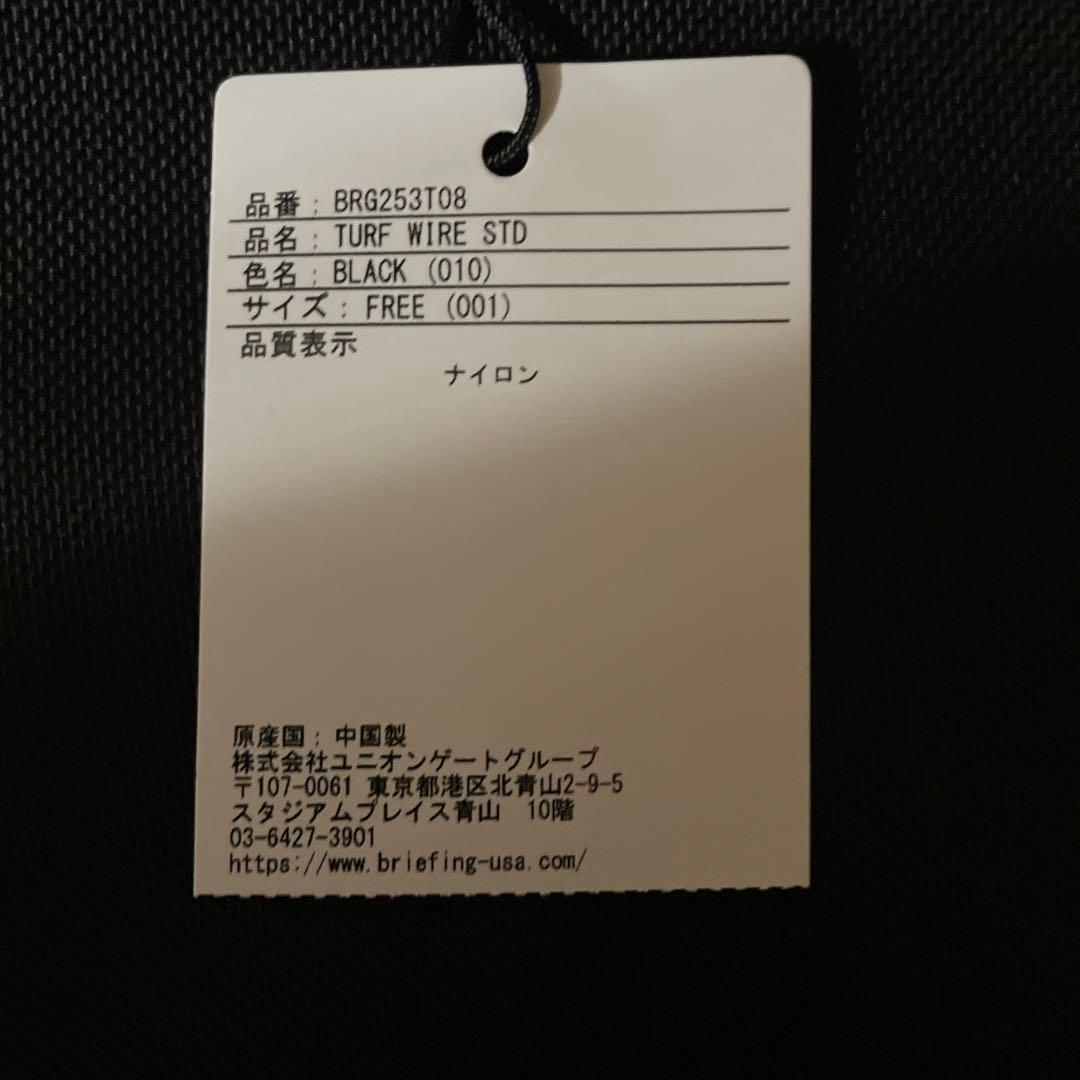 品番: BRG253T08
品名: TURF WIRE STD
色名: BLACK (010)
サイズ: FREE (001)
品質表示
ナイロン
原産国: 中国製
株式会社ユニオンゲートグループ
〒107-0061 東京都港区北青山2-9-5
スタジアムプレイス青山 10階
03-6427-3901
https://www.briefing-usa.com/